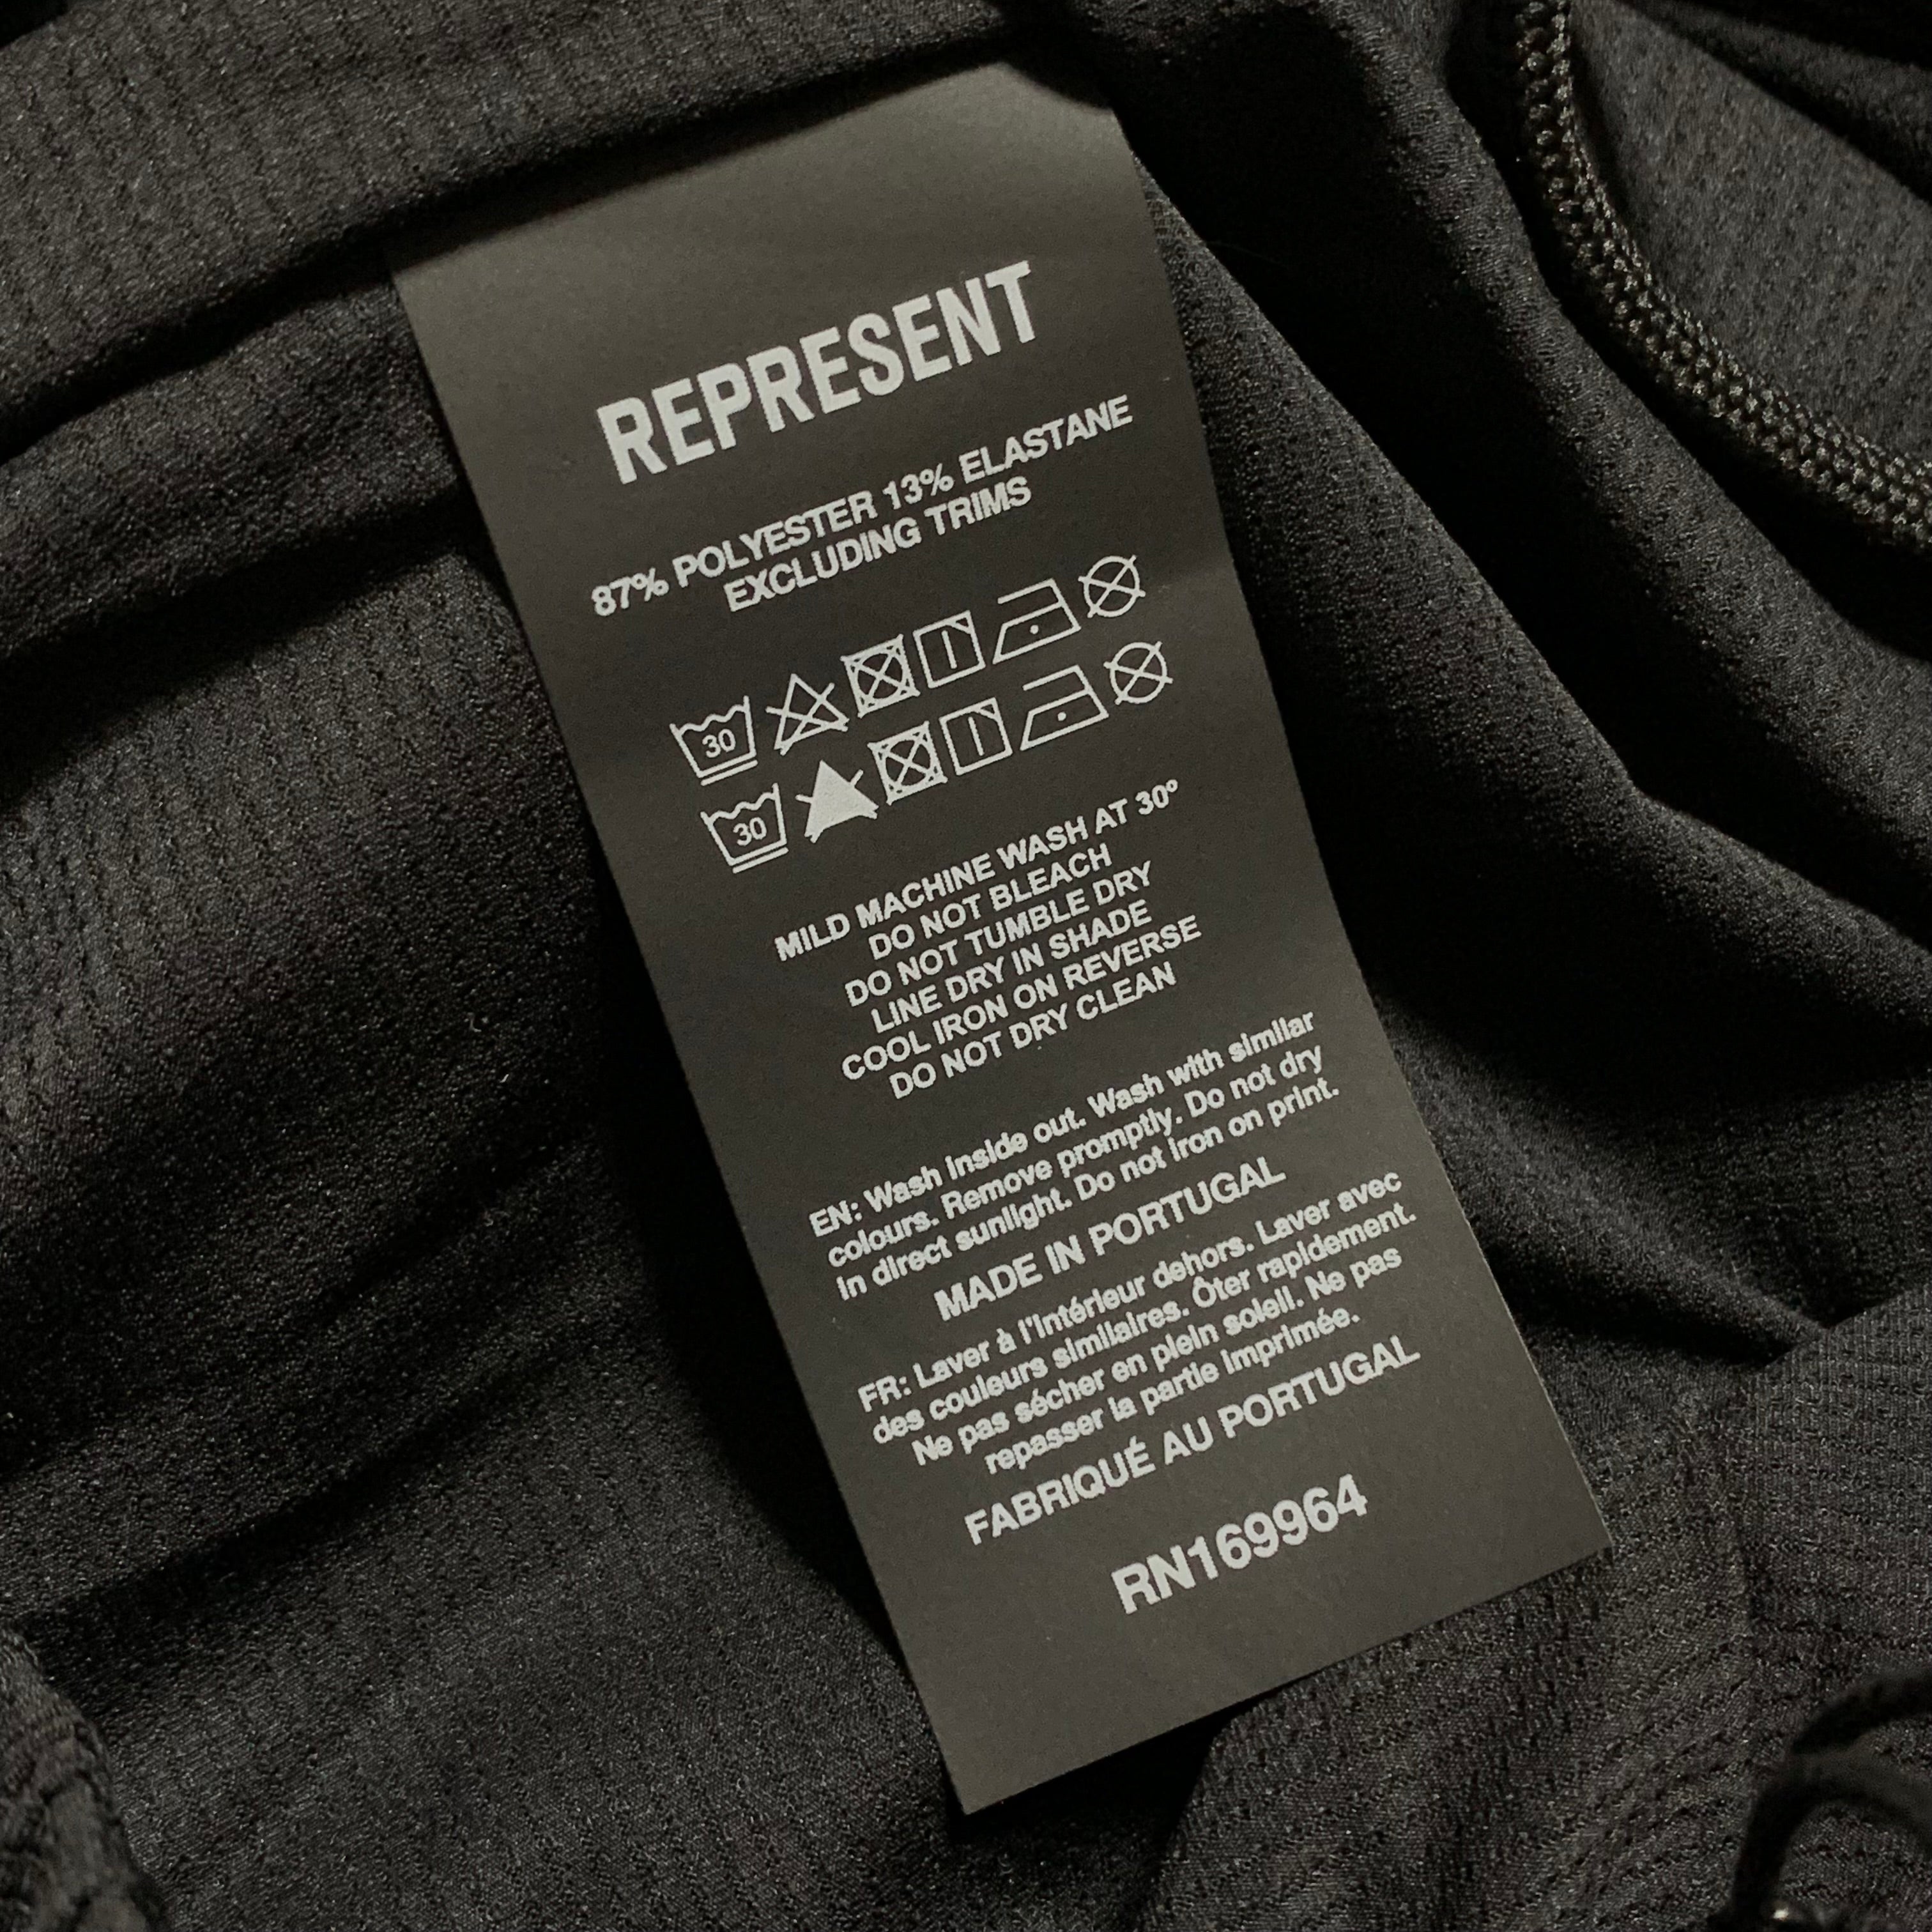 REPRESENT
87% POLYESTER 13% ELASTANE
EXCLUDING TRIMS
30
30
MILD MACHINE WASH AT 30º
DO NOT BLEACH
DO NOT TUMBLE DRY
LINE DRY IN SHADE
COOL IRON ON REVERSE
DO NOT DRY CLEAN
EN: Wash inside out. Wash with similar
colours. Remove promptly. Do not dry
in direct sunlight. Do not iron on print.
MADE IN PORTUGAL
FR: Laver à l'intérieur dehors. Laver avec
des couleurs similaires. Ôter rapidement.
Ne pas sécher en plein soleil. Ne pas
repasser la partie imprimée.
FABRIQUÉ AU PORTUGAL
RN169964